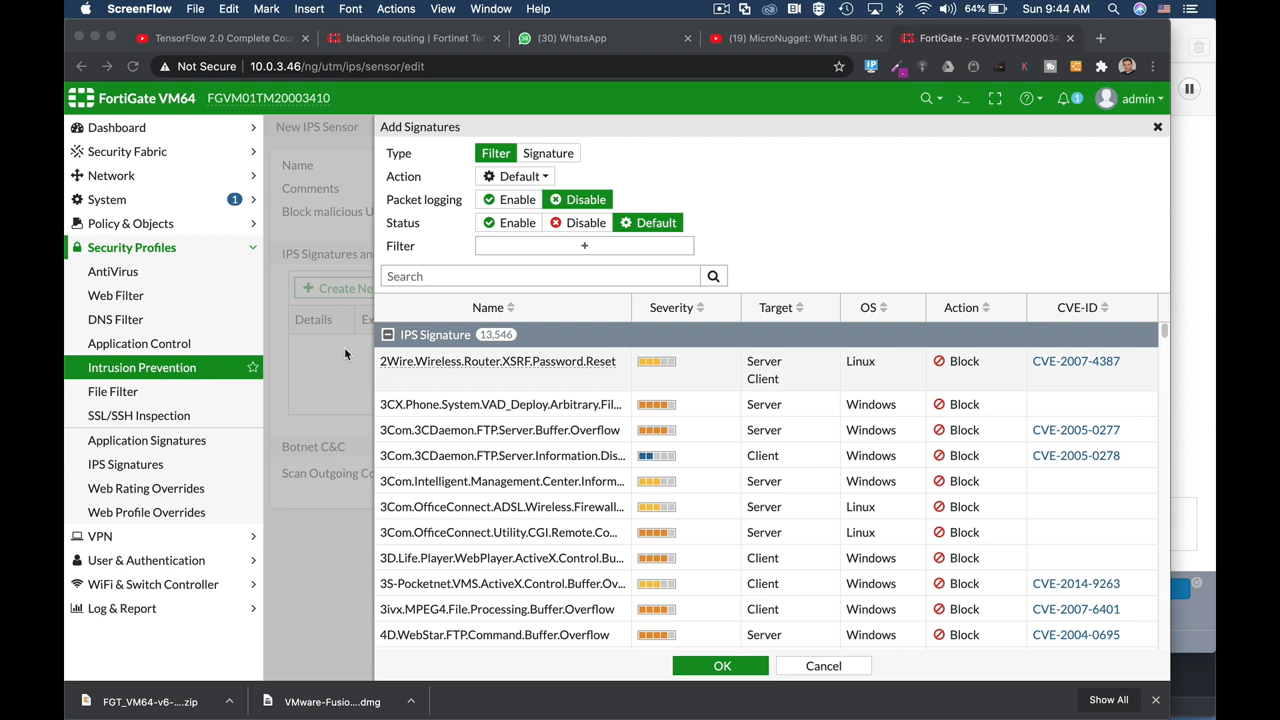 ScreenFlow File Edit Mark Insert Font Actions View Window Help 64% Sun 9:44 AM
TensorFlow 2.0 Complete Cou × blackhole routing | Fortinet Te × (30) WhatsApp × (19) MicroNugget: What is BG × FortiGate - FGVM01TM200034 × +
Not Secure 10.0.3.46/ng/utm/ips/sensor/edit
FortiGate VM64 FGVM01TM20003410 1 admin
Dashboard
Security Fabric
Network
System 1
Policy & Objects
Security Profiles
AntiVirus
Web Filter
DNS Filter
Application Control
Intrusion Prevention
File Filter
SSL/SSH Inspection
Application Signatures
IPS Signatures
Web Rating Overrides
Web Profile Overrides
VPN
User & Authentication
WiFi & Switch Controller
Log & Report
New IPS Sensor
Name
Comments
Block malicious U
IPS Signatures an
+ Create Ne
Details Ex
Botnet C&C
Scan Outgoing Co
Add Signatures ×
Type Filter Signature
Action Default
Packet logging Enable Disable
Status Enable Disable Default
Filter +
Search
Name Severity Target OS Action CVE-ID
IPS Signature 13,546
2Wire.Wireless.Router.XSRF.Password.Reset Server Linux Block CVE-2007-4387
Client
3CX.Phone.System.VAD_Deploy.Arbitrary.Fil... Server Windows Block
3Com.3CDaemon.FTP.Server.Buffer.Overflow Server Windows Block CVE-2005-0277
3Com.3CDaemon.FTP.Server.Information.Dis... Client Windows Block CVE-2005-0278
3Com.Intelligent.Management.Center.Inform... Server Windows Block
3Com.OfficeConnect.ADSL.Wireless.Firewall... Server Linux Block
3Com.OfficeConnect.Utility.CGI.Remote.Co... Server Linux Block
3D.Life.Player.WebPlayer.ActiveX.Control.Bu... Client Windows Block
3S-Pocketnet.VMS.ActiveX.Control.Buffer.Ov... Client Windows Block CVE-2014-9263
3ivx.MPEG4.File.Processing.Buffer.Overflow Client Windows Block CVE-2007-6401
4D.WebStar.FTP.Command.Buffer.Overflow Server Windows Block CVE-2004-0695
OK Cancel
FGT_VM64-v6-....zip VMware-Fusio....dmg Show All ×